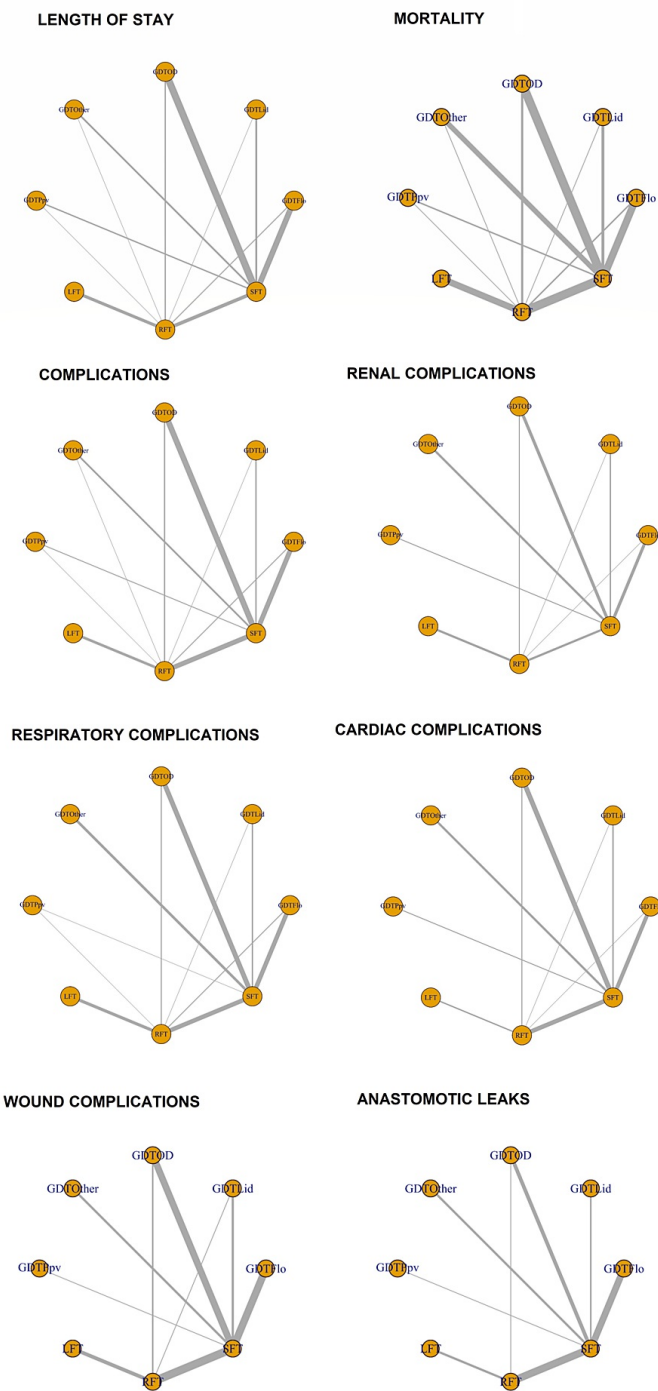 LENGTH OF STAY
GDTOD
GDTOther
GDTLid
GDTPpv
GDTFlo
LFT
SFT
RFT
MORTALITY
GDTOD
GDTOther
GDTLid
GDTPpv
GDTFlo
LFT
SFT
RFT
COMPLICATIONS
GDTOD
GDTOther
GDTLid
GDTPpv
GDTFlo
LFT
SFT
RFT
RENAL COMPLICATIONS
GDTOD
GDTOther
GDTLid
GDTPpv
GDTFl
LFT
SFT
RFT
RESPIRATORY COMPLICATIONS
GDTOD
GDTOther
GDTLid
GDTPpv
GDTFlo
LFT
SFT
RFT
CARDIAC COMPLICATIONS
GDTOD
GDTOther
GDTLid
GDTPpv
GDTF
LFT
SFT
RFT
WOUND COMPLICATIONS
GDTOD
GDTOther
GDTLid
GDTPpv
GDTFlo
LFT
SFT
RFT
ANASTOMOTIC LEAKS
GDTOD
GDTOther
GDTLid
GDTPpv
GDTFlo
LFT
SFT
RFT